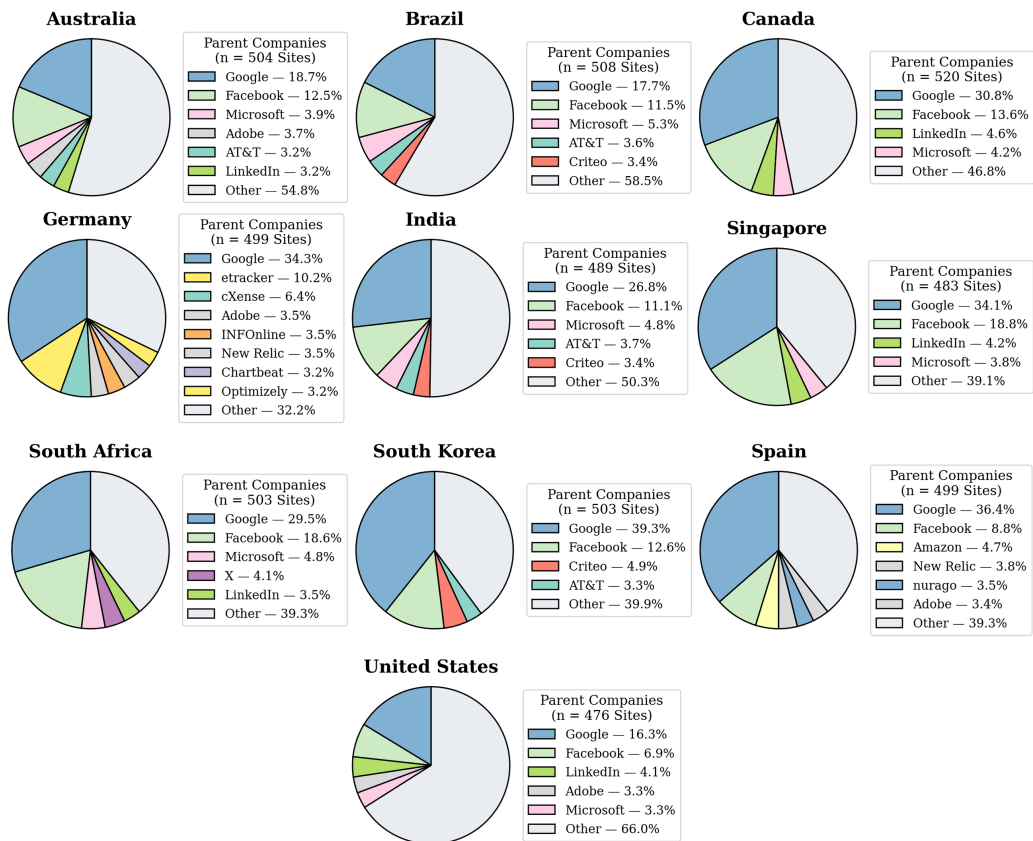 Australia
Parent Companies
(n = 504 Sites)
Google — 18.7%
Facebook — 12.5%
Microsoft — 3.9%
Adobe — 3.7%
AT&T — 3.2%
LinkedIn — 3.2%
Other — 54.8%
Brazil
Parent Companies
(n = 508 Sites)
Google — 17.7%
Facebook — 11.5%
Microsoft — 5.3%
AT&T — 3.6%
Criteo — 3.4%
Other — 58.5%
Canada
Parent Companies
(n = 520 Sites)
Google — 30.8%
Facebook — 13.6%
LinkedIn — 4.6%
Microsoft — 4.2%
Other — 46.8%
Germany
Parent Companies
(n = 499 Sites)
Google — 34.3%
etracker — 10.2%
cXense — 6.4%
Adobe — 3.5%
INFOnline — 3.5%
New Relic — 3.5%
Chartbeat — 3.2%
Optimizely — 3.2%
Other — 32.2%
India
Parent Companies
(n = 489 Sites)
Google — 26.8%
Facebook — 11.1%
Microsoft — 4.8%
AT&T — 3.7%
Criteo — 3.4%
Other — 50.3%
Singapore
Parent Companies
(n = 483 Sites)
Google — 34.1%
Facebook — 18.8%
LinkedIn — 4.2%
Microsoft — 3.8%
Other — 39.1%
South Africa
Parent Companies
(n = 503 Sites)
Google — 29.5%
Facebook — 18.6%
Microsoft — 4.8%
X — 4.1%
LinkedIn — 3.5%
Other — 39.3%
South Korea
Parent Companies
(n = 503 Sites)
Google — 39.3%
Facebook — 12.6%
Criteo — 4.9%
AT&T — 3.3%
Other — 39.9%
Spain
Parent Companies
(n = 499 Sites)
Google — 36.4%
Facebook — 8.8%
Amazon — 4.7%
New Relic — 3.8%
nurago — 3.5%
Adobe — 3.4%
Other — 39.3%
United States
Parent Companies
(n = 476 Sites)
Google — 16.3%
Facebook — 6.9%
LinkedIn — 4.1%
Adobe — 3.3%
Microsoft — 3.3%
Other — 66.0%